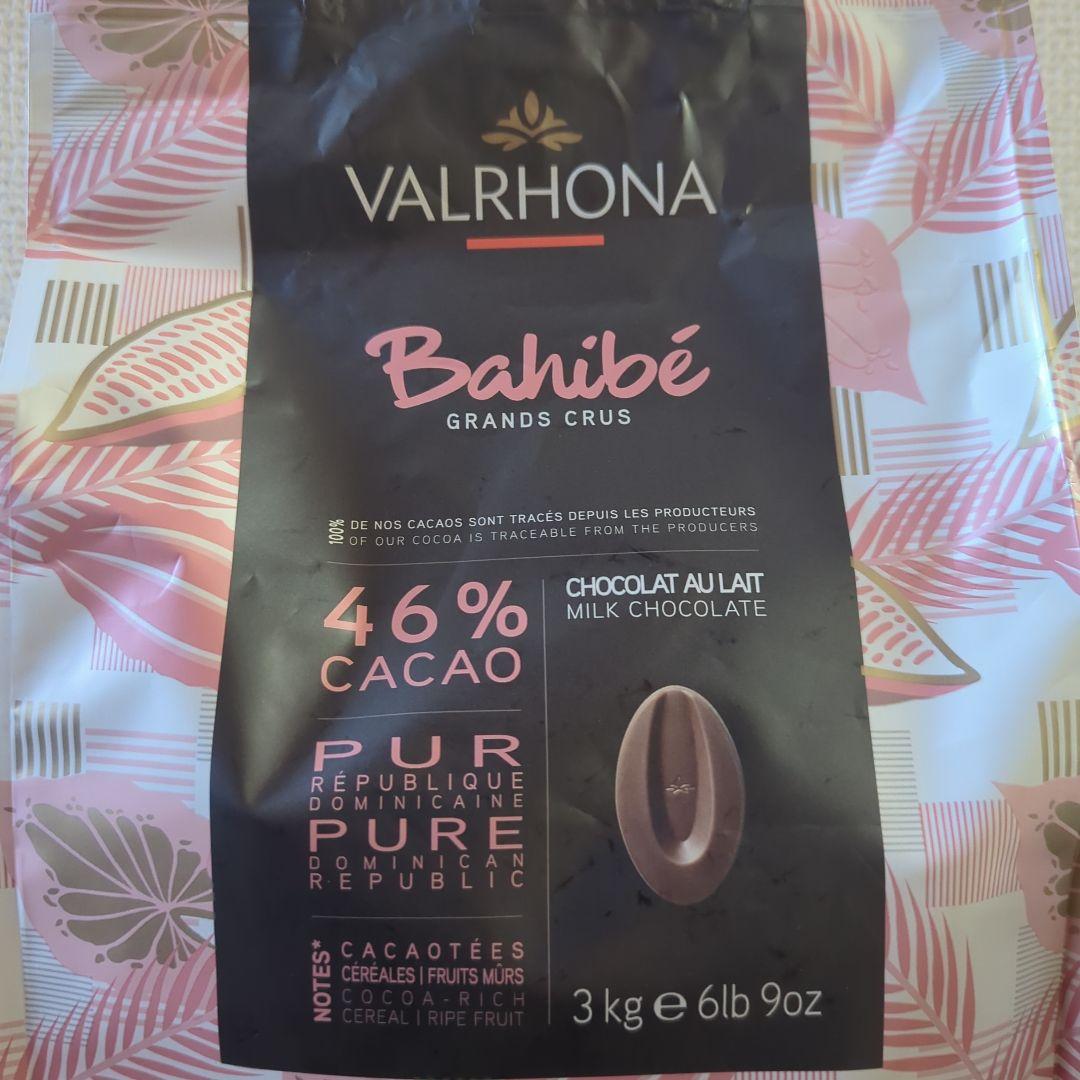 VALRHONA
Bahibé
GRANDS CRUS
100% DE NOS CACAOS SONT TRACÉS DEPUIS LES PRODUCTEURS
OF OUR COCOA IS TRACEABLE FROM THE PRODUCERS
46%
CACAO
PUR
RÉPUBLIQUE
DOMINICAINE
PURE
DOMINICAN
REPUBLIC
CHOCOLAT AU LAIT
MILK CHOCOLATE
NOTES*
CACAOTÉES
CÉRÉALES | FRUITS MÛRS
COCOA-RICH
CEREAL | RIPE FRUIT
3 kg e 6lb 9oz